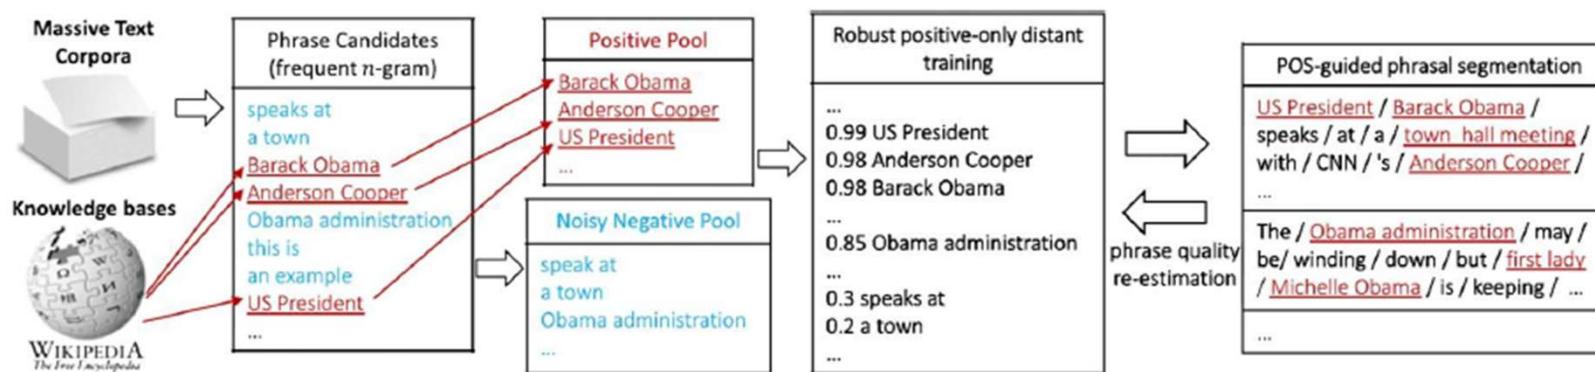 Massive Text
Corpora
Knowledge bases
WIKIPEDIA
The Free Encyclopedia
Phrase Candidates
(frequent n-gram)
speaks at
a town
Barack Obama
Anderson Cooper
Obama administration
this is
an example
US President
...
Positive Pool
Barack Obama
Anderson Cooper
US President
...
Noisy Negative Pool
speak at
a town
Obama administration
...
Robust positive-only distant
training
...
0.99 US President
0.98 Anderson Cooper
0.98 Barack Obama
...
0.85 Obama administration
...
0.3 speaks at
0.2 a town
...
phrase quality
re-estimation
POS-guided phrasal segmentation
US President / Barack Obama /
speaks / at / a / town hall meeting /
with / CNN / 's / Anderson Cooper /
...
The / Obama administration / may /
be/ winding / down / but / first lady
/ Michelle Obama / is / keeping / ...
...